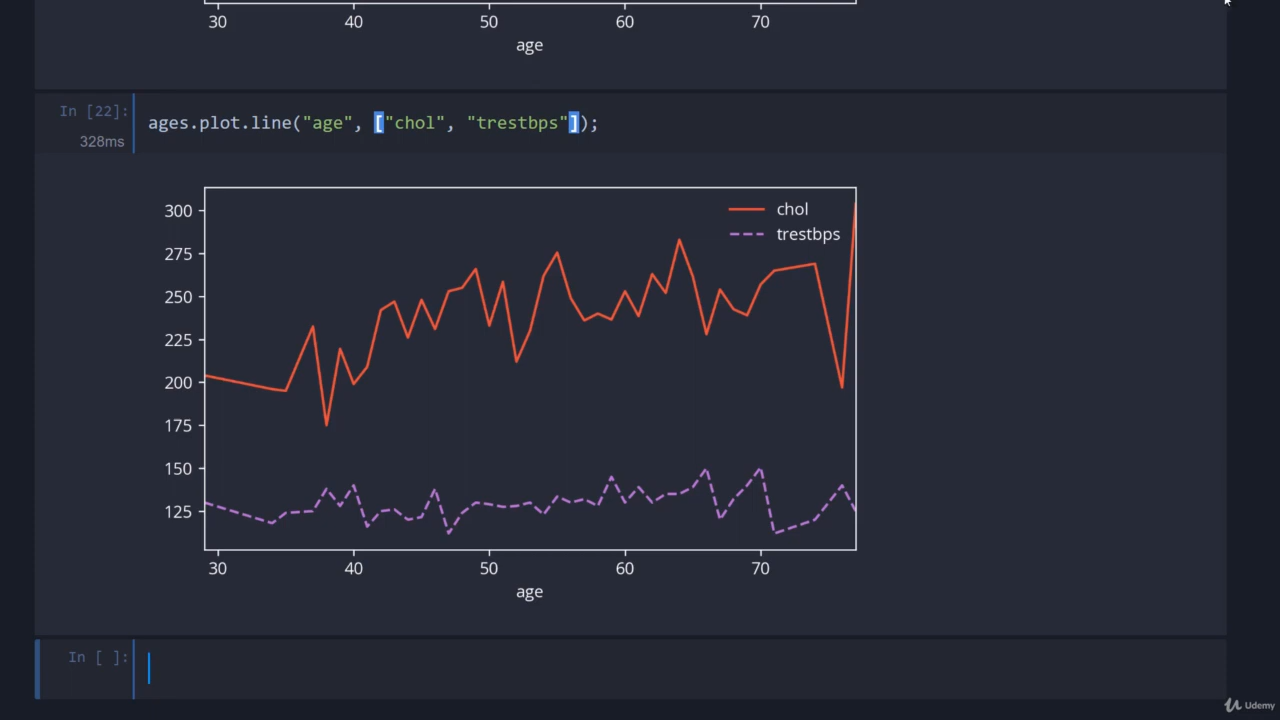 30 40 50 60 70
age
In [22]:
ages.plot.line("age", ["chol", "trestbps"]);
328ms
300
275
250
225
200
175
150
125
chol
trestbps
30 40 50 60 70
age
In [ ]:
Udemy